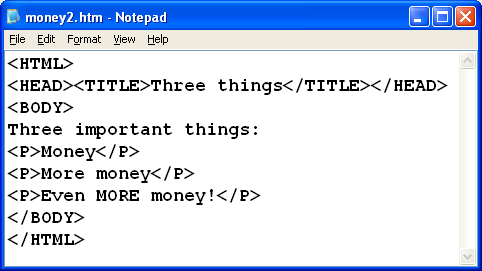 money2.htm - Notepad
File Edit Format View Help
<HTML>
<HEAD><TITLE>Three things</TITLE></HEAD>
<BODY>
Three important things:
<P>Money</P>
<P>More money</P>
<P>Even MORE money!</P>
</BODY>
</HTML>